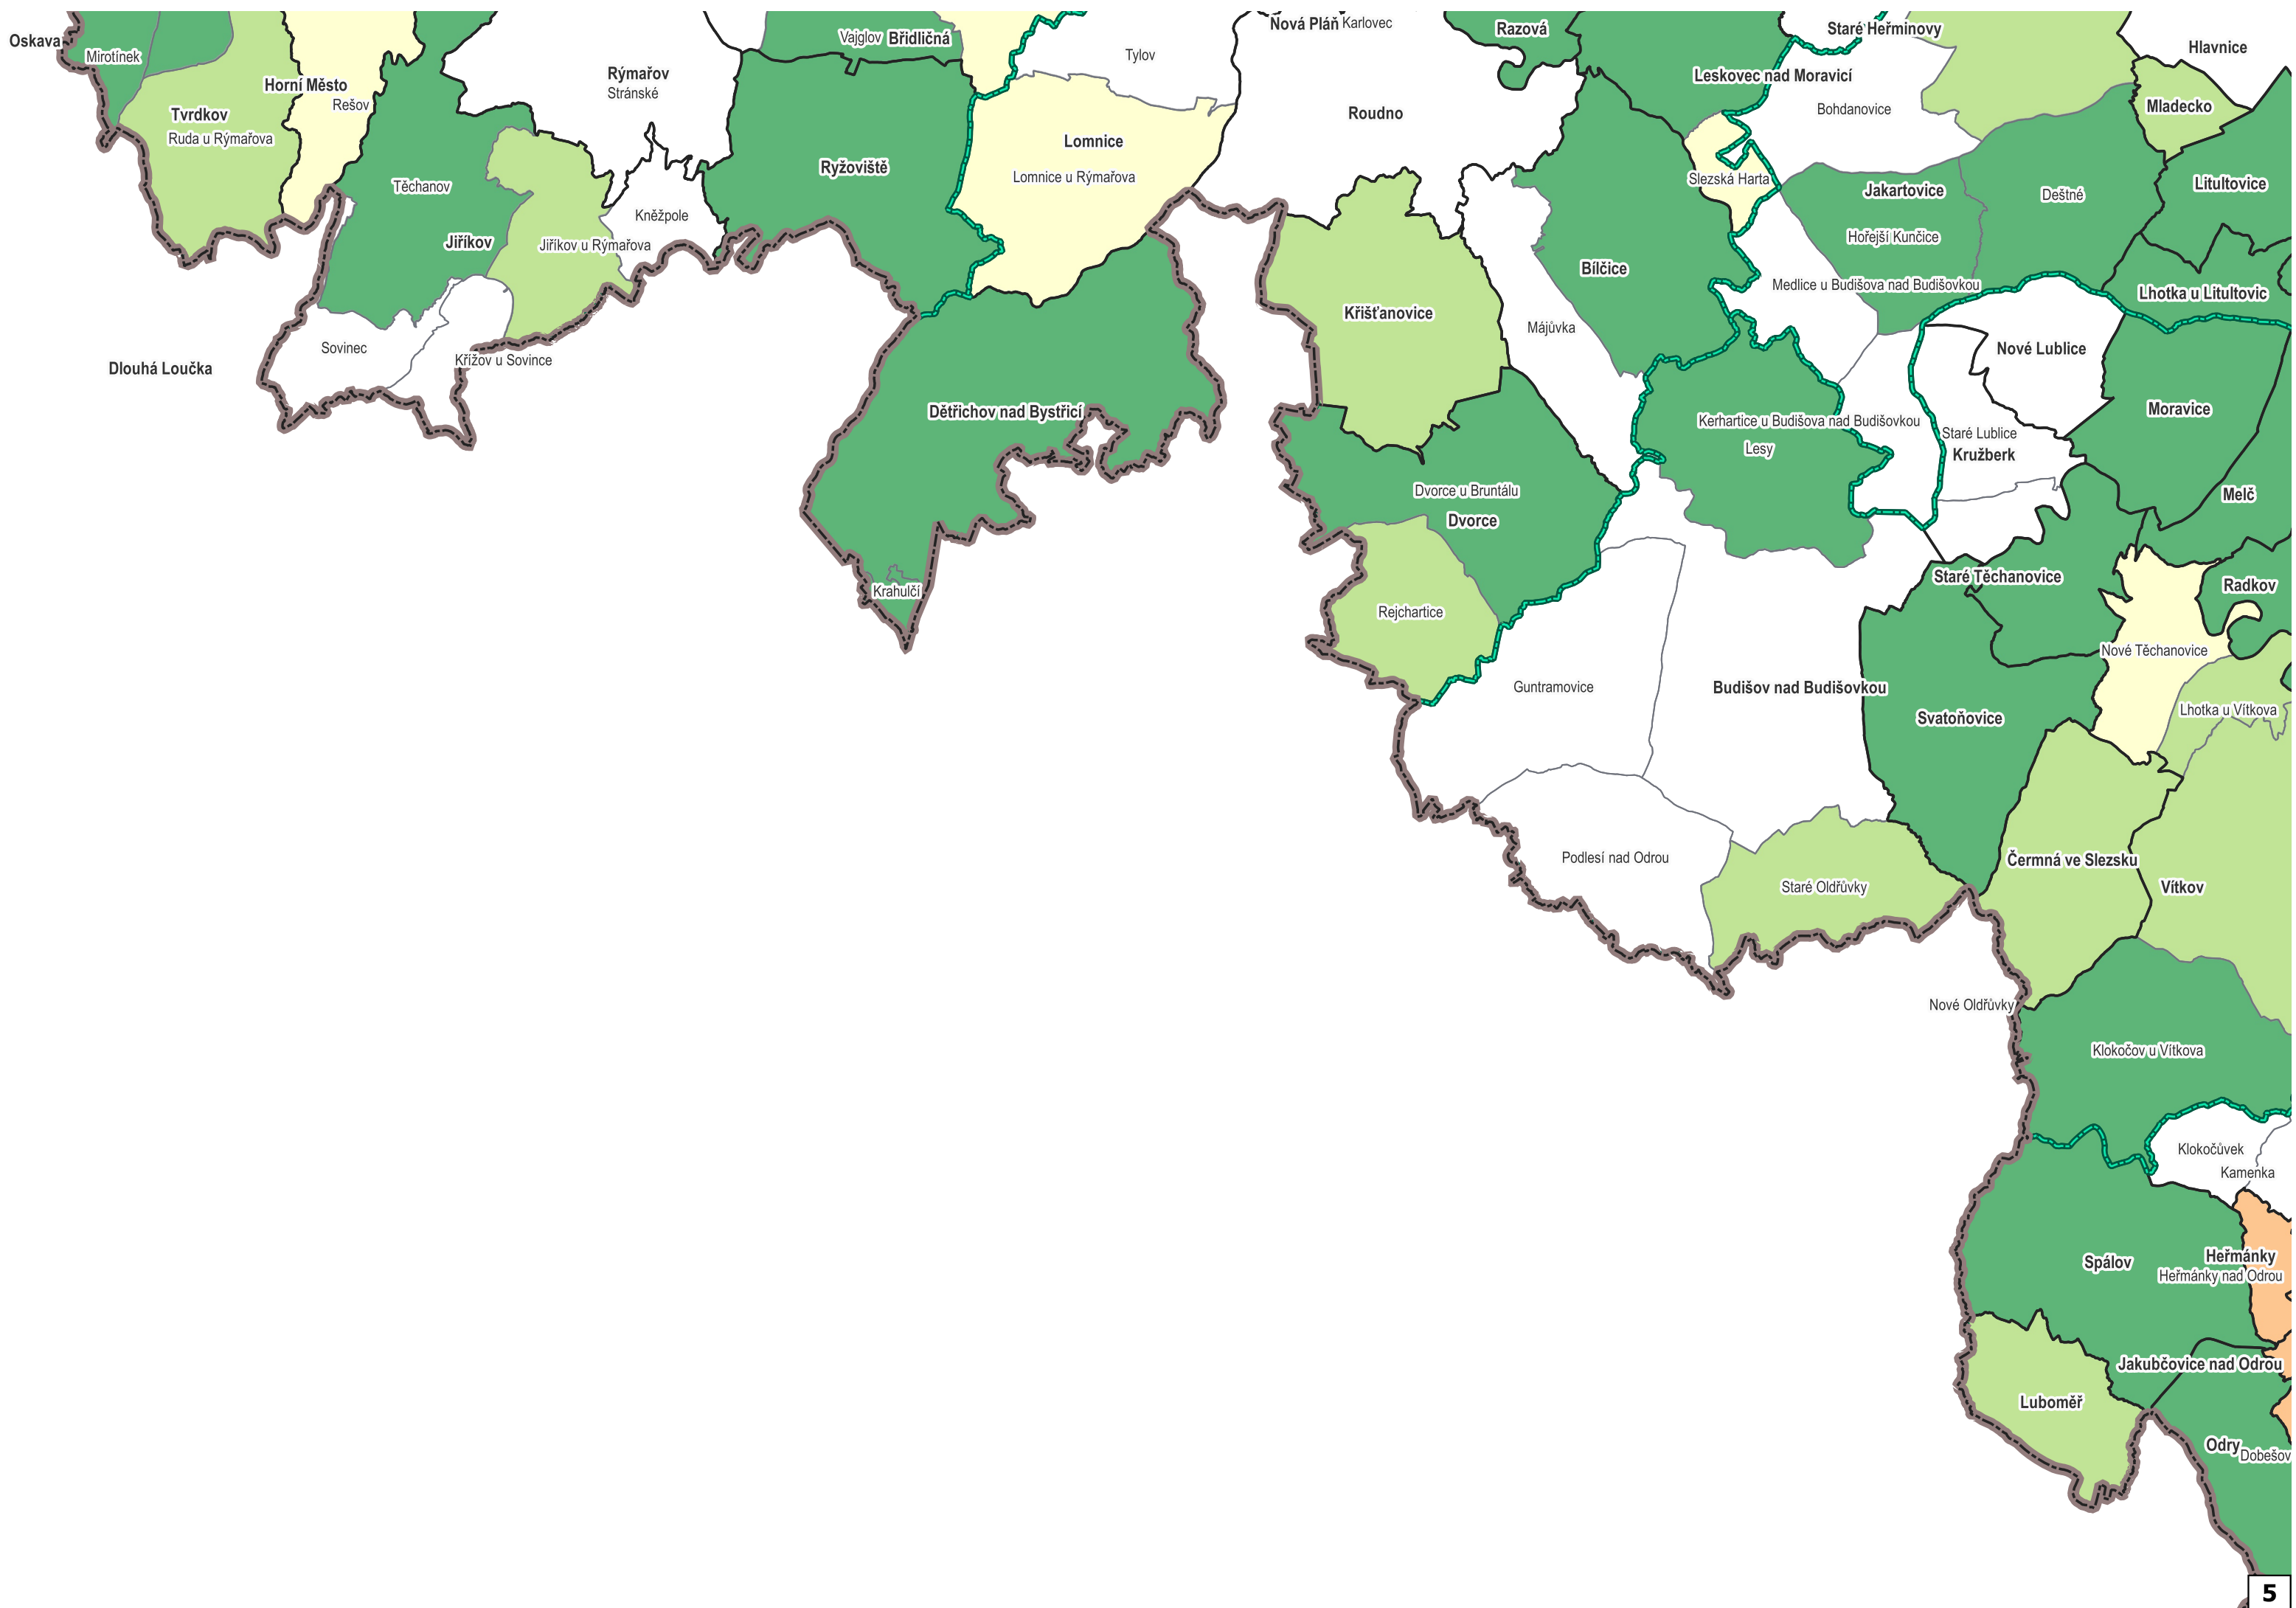 Nová Pláň Karlovec
Razová
Staré Heřminovy
Oskava
Mirotínek
Vajglov Břidličná
Tylov
Hlavnice
Rýmařov
Stránské
Leskovec nad Moravicí
Horní Město
Rešov
Bohdanovice
Mladecko
Tvrdkov
Ruda u Rýmařova
Roudno
Lomnice
Lomnice u Rýmařova
Ryžoviště
Slezská Harta
Jakartovice
Deštné
Litultovice
Těchanov
Kněžpole
Jiříkov
Jiříkov u Rýmařova
Hořejší Kunčice
Bílčice
Medlice u Budišova nad Budišovkou
Lhotka u Litultovic
Křišťanovice
Májůvka
Sovinec
Křížov u Sovince
Nové Lublice
Dlouhá Loučka
Dětřichov nad Bystřicí
Moravice
Kerhartice u Budišova nad Budišovkou
Lesy
Staré Lublice
Kružberk
Dvorce u Bruntálu
Dvorce
Melč
Staré Těchanovice
Radkov
Krahulčí
Rejchartice
Nové Těchanovice
Guntramovice
Budišov nad Budišovkou
Svatoňovice
Lhotka u Vítkova
Podlesí nad Odrou
Čermná ve Slezsku
Staré Oldřůvky
Vítkov
Nové Oldřůvky
Klokočov u Vítkova
Klokočůvek
Kamenka
Spálov
Heřmánky
Heřmánky nad Odrou
Jakubčovice nad Odrou
Luboměř
Odry
Dobešov
5